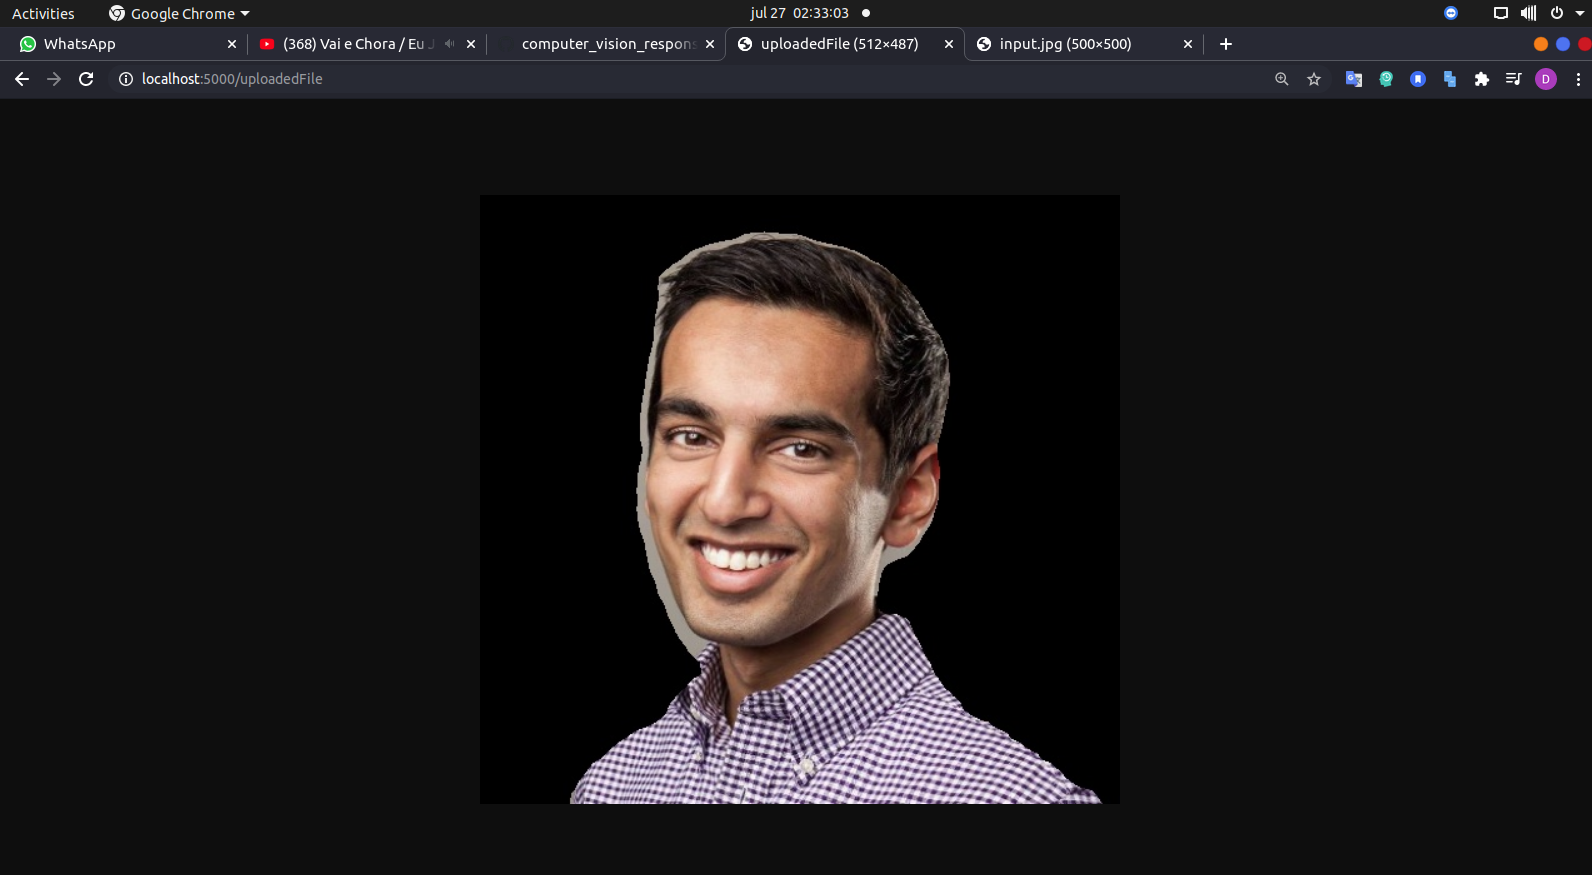 Activities Google Chrome jul 27 02:33:03
WhatsApp (368) Vai e Chora / Eu J computer_vision_respon uploadedFile (512×487) input.jpg (500×500)
localhost:5000/uploadedFile D